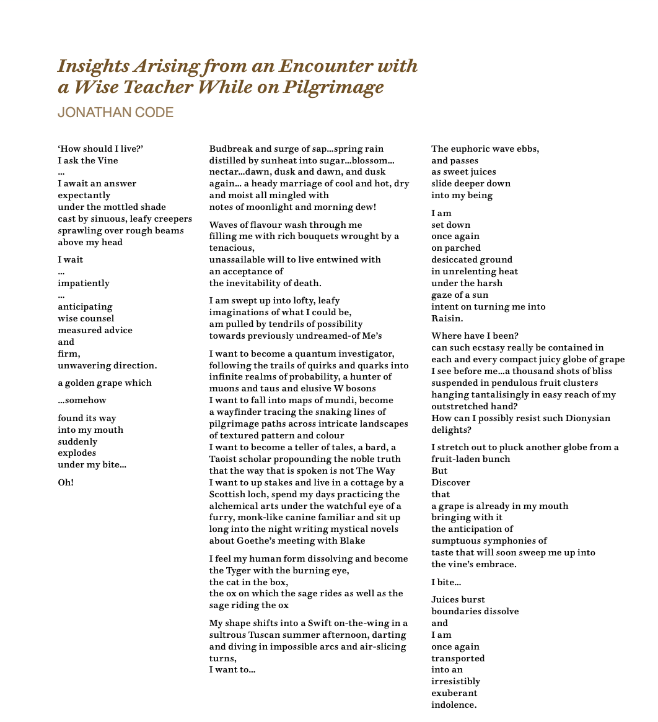 Insights Arising from an Encounter with
a Wise Teacher While on Pilgrimage
JONATHAN CODE
‘How should I live?’
I ask the Vine
...
I await an answer
expectantly
under the mottled shade
cast by sinuous, leafy creepers
sprawling over rough beams
above my head
I wait
...
impatiently
...
anticipating
wise counsel
measured advice
and
firm,
unwavering direction.
a golden grape which
...somehow
found its way
into my mouth
suddenly
explodes
under my bite...
Oh!
Budbreak and surge of sap...spring rain
distilled by sunheat into sugar...blossom...
nectar...dawn, dusk and dawn, and dusk
again... a heady marriage of cool and hot, dry
and moist all mingled with
notes of moonlight and morning dew!
Waves of flavour wash through me
filling me with rich bouquets wrought by a
tenacious,
unassailable will to live entwined with
an acceptance of
the inevitability of death.
I am swept up into lofty, leafy
imaginations of what I could be,
am pulled by tendrils of possibility
towards previously undreamed-of Me’s
I want to become a quantum investigator,
following the trails of quirks and quarks into
infinite realms of probability, a hunter of
muons and taus and elusive W bosons
I want to fall into maps of mundi, become
a wayfinder tracing the snaking lines of
pilgrimage paths across intricate landscapes
of textured pattern and colour
I want to become a teller of tales, a bard, a
Taoist scholar propounding the noble truth
that the way that is spoken is not The Way
I want to up stakes and live in a cottage by a
Scottish loch, spend my days practicing the
alchemical arts under the watchful eye of a
furry, monk-like canine familiar and sit up
long into the night writing mystical novels
about Goethe’s meeting with Blake
I feel my human form dissolving and become
the Tyger with the burning eye,
the cat in the box,
the ox on which the sage rides as well as the
sage riding the ox
My shape shifts into a Swift on-the-wing in a
sultrous Tuscan summer afternoon, darting
and diving in impossible arcs and air-slicing
turns,
I want to...
The euphoric wave ebbs,
and passes
as sweet juices
slide deeper down
into my being
I am
set down
once again
on parched
desiccated ground
in unrelenting heat
under the harsh
gaze of a sun
intent on turning me into
Raisin.
Where have I been?
can such ecstasy really be contained in
each and every compact juicy globe of grape
I see before me...a thousand shots of bliss
suspended in pendulous fruit clusters
hanging tantalisingly in easy reach of my
outstretched hand?
How can I possibly resist such Dionysian
delights?
I stretch out to pluck another globe from a
fruit-laden bunch
But
Discover
that
a grape is already in my mouth
bringing with it
the anticipation of
sumptuous symphonies of
taste that will soon sweep me up into
the vine’s embrace.
I bite...
Juices burst
boundaries dissolve
and
I am
once again
transported
into an
irresistibly
exuberant
indolence.